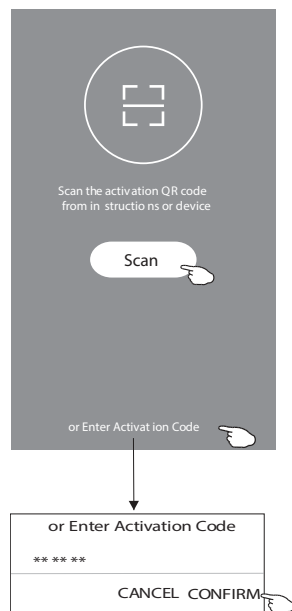 Scan the activation QR code
from in structio ns or device
Scan
or Enter Activat ion Code
or Enter Activation Code
** ** **
CANCEL CONFIRM